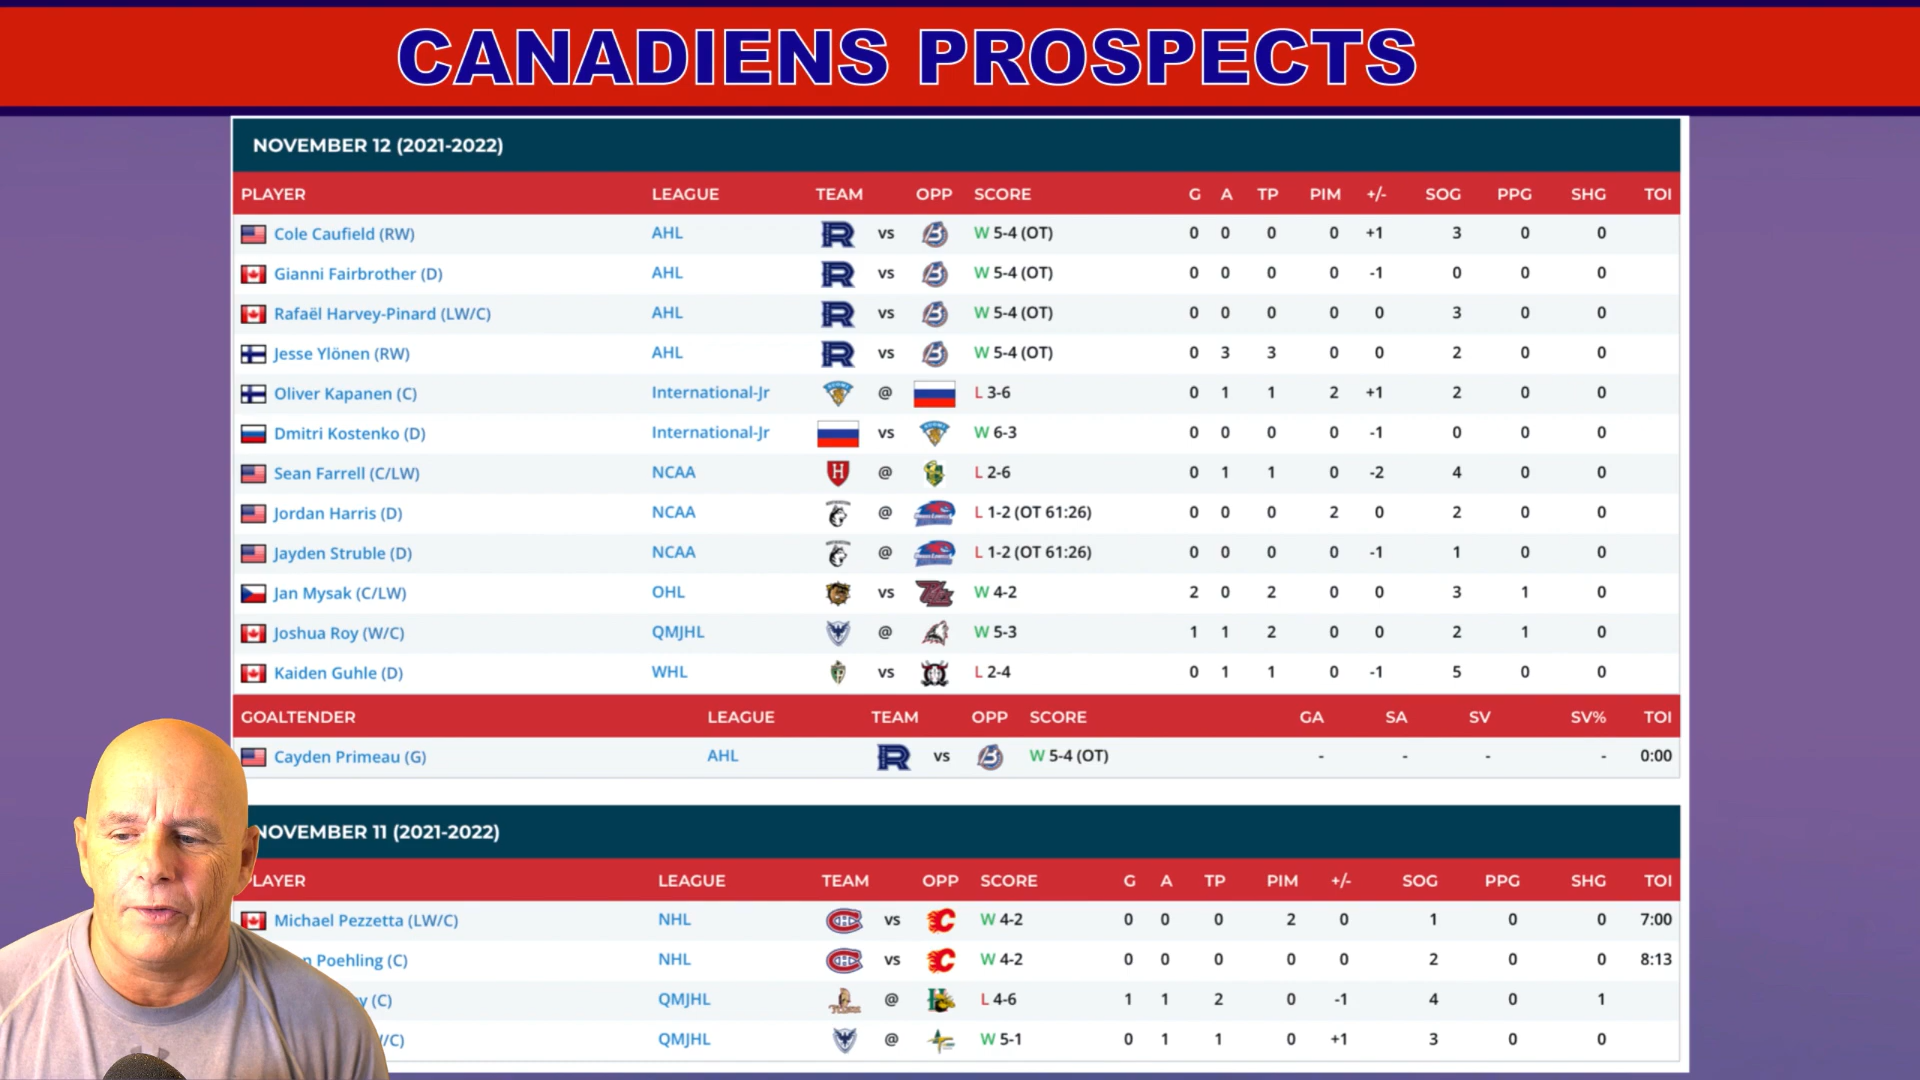 CANADIENS PROSPECTS
NOVEMBER 12 (2021-2022)
PLAYER LEAGUE TEAM OPP SCORE G A TP PIM +/- SOG PPG SHG TOI
Cole Caufield (RW) AHL vs W 5-4 (OT) 0 0 0 0 +1 3 0 0
Gianni Fairbrother (D) AHL vs W 5-4 (OT) 0 0 0 0 -1 0 0 0
Rafaël Harvey-Pinard (LW/C) AHL vs W 5-4 (OT) 0 0 0 0 0 3 0 0
Jesse Ylönen (RW) AHL vs W 5-4 (OT) 0 3 3 0 0 2 0 0
Oliver Kapanen (C) International-Jr @ L 3-6 0 1 1 2 +1 2 0 0
Dmitri Kostenko (D) International-Jr vs W 6-3 0 0 0 0 -1 0 0 0
Sean Farrell (C/LW) NCAA @ L 2-6 0 1 1 0 -2 4 0 0
Jordan Harris (D) NCAA @ L 1-2 (OT 61:26) 0 0 0 2 0 2 0 0
Jayden Struble (D) NCAA @ L 1-2 (OT 61:26) 0 0 0 0 -1 1 0 0
Jan Mysak (C/LW) OHL vs W 4-2 2 0 2 0 0 3 1 0
Joshua Roy (W/C) QMJHL @ W 5-3 1 1 2 0 0 2 1 0
Kaiden Guhle (D) WHL vs L 2-4 0 1 1 0 -1 5 0 0
GOALTENDER LEAGUE TEAM OPP SCORE GA SA SV SV% TOI
Cayden Primeau (G) AHL vs W 5-4 (OT) - - - - 0:00
NOVEMBER 11 (2021-2022)
PLAYER LEAGUE TEAM OPP SCORE G A TP PIM +/- SOG PPG SHG TOI
Michael Pezzetta (LW/C) NHL vs W 4-2 0 0 0 2 0 1 0 0 7:00
Poehling (C) NHL vs W 4-2 0 0 0 0 0 2 0 0 8:13
(C) QMJHL @ L 4-6 1 1 2 0 -1 4 0 1
/C) QMJHL @ W 5-1 0 1 1 0 +1 3 0 0